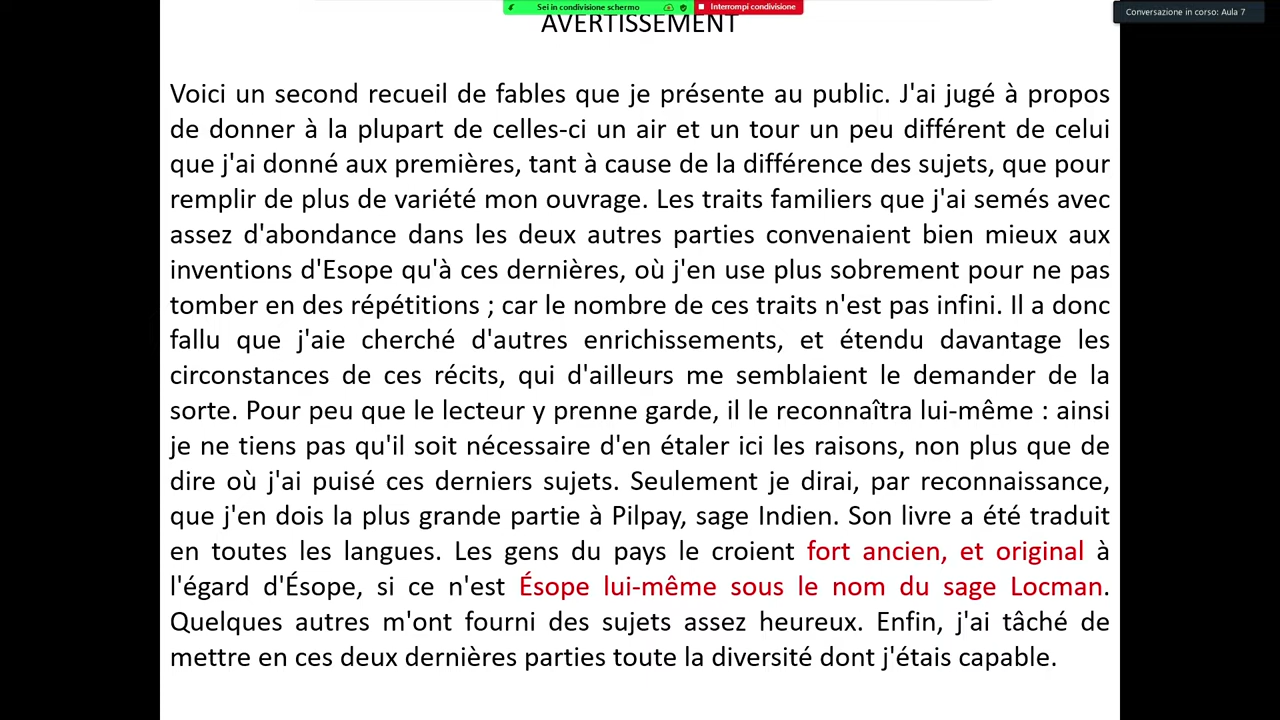 Sei in condivisione schermo
Interrompi condivisione
Conversazione in corso: Aula 7
AVERTISSEMENT
Voici un second recueil de fables que je présente au public. J'ai jugé à propos
de donner à la plupart de celles-ci un air et un tour un peu différent de celui
que j'ai donné aux premières, tant à cause de la différence des sujets, que pour
remplir de plus de variété mon ouvrage. Les traits familiers que j'ai semés avec
assez d'abondance dans les deux autres parties convenaient bien mieux aux
inventions d'Esope qu'à ces dernières, où j'en use plus sobrement pour ne pas
tomber en des répétitions ; car le nombre de ces traits n'est pas infini. Il a donc
fallu que j'aie cherché d'autres enrichissements, et étendu davantage les
circonstances de ces récits, qui d'ailleurs me semblaient le demander de la
sorte. Pour peu que le lecteur y prenne garde, il le reconnaîtra lui-même : ainsi
je ne tiens pas qu'il soit nécessaire d'en étaler ici les raisons, non plus que de
dire où j'ai puisé ces derniers sujets. Seulement je dirai, par reconnaissance,
que j'en dois la plus grande partie à Pilpay, sage Indien. Son livre a été traduit
en toutes les langues. Les gens du pays le croient fort ancien, et original à
l'égard d'Ésope, si ce n'est Ésope lui-même sous le nom du sage Locman.
Quelques autres m'ont fourni des sujets assez heureux. Enfin, j'ai tâché de
mettre en ces deux dernières parties toute la diversité dont j'étais capable.